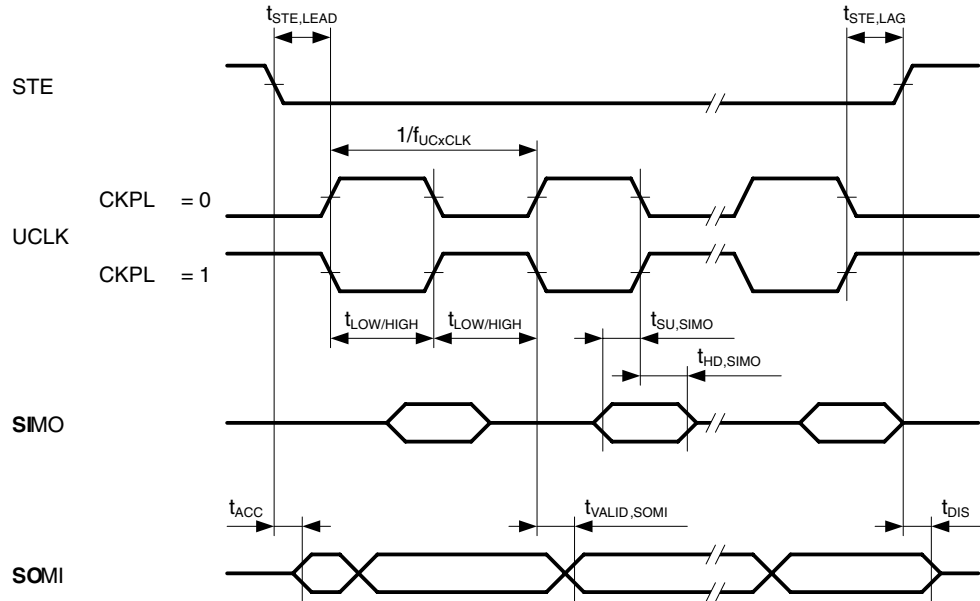 tSTE,LEAD
tSTE,LAG
STE
1/fUCxCLK
CKPL = 0
UCLK
CKPL = 1
tLOW/HIGH tLOW/HIGH
tSU,SIMO
tHD,SIMO
SIMO
tACC
tVALID,SOMI
tDIS
SOMI